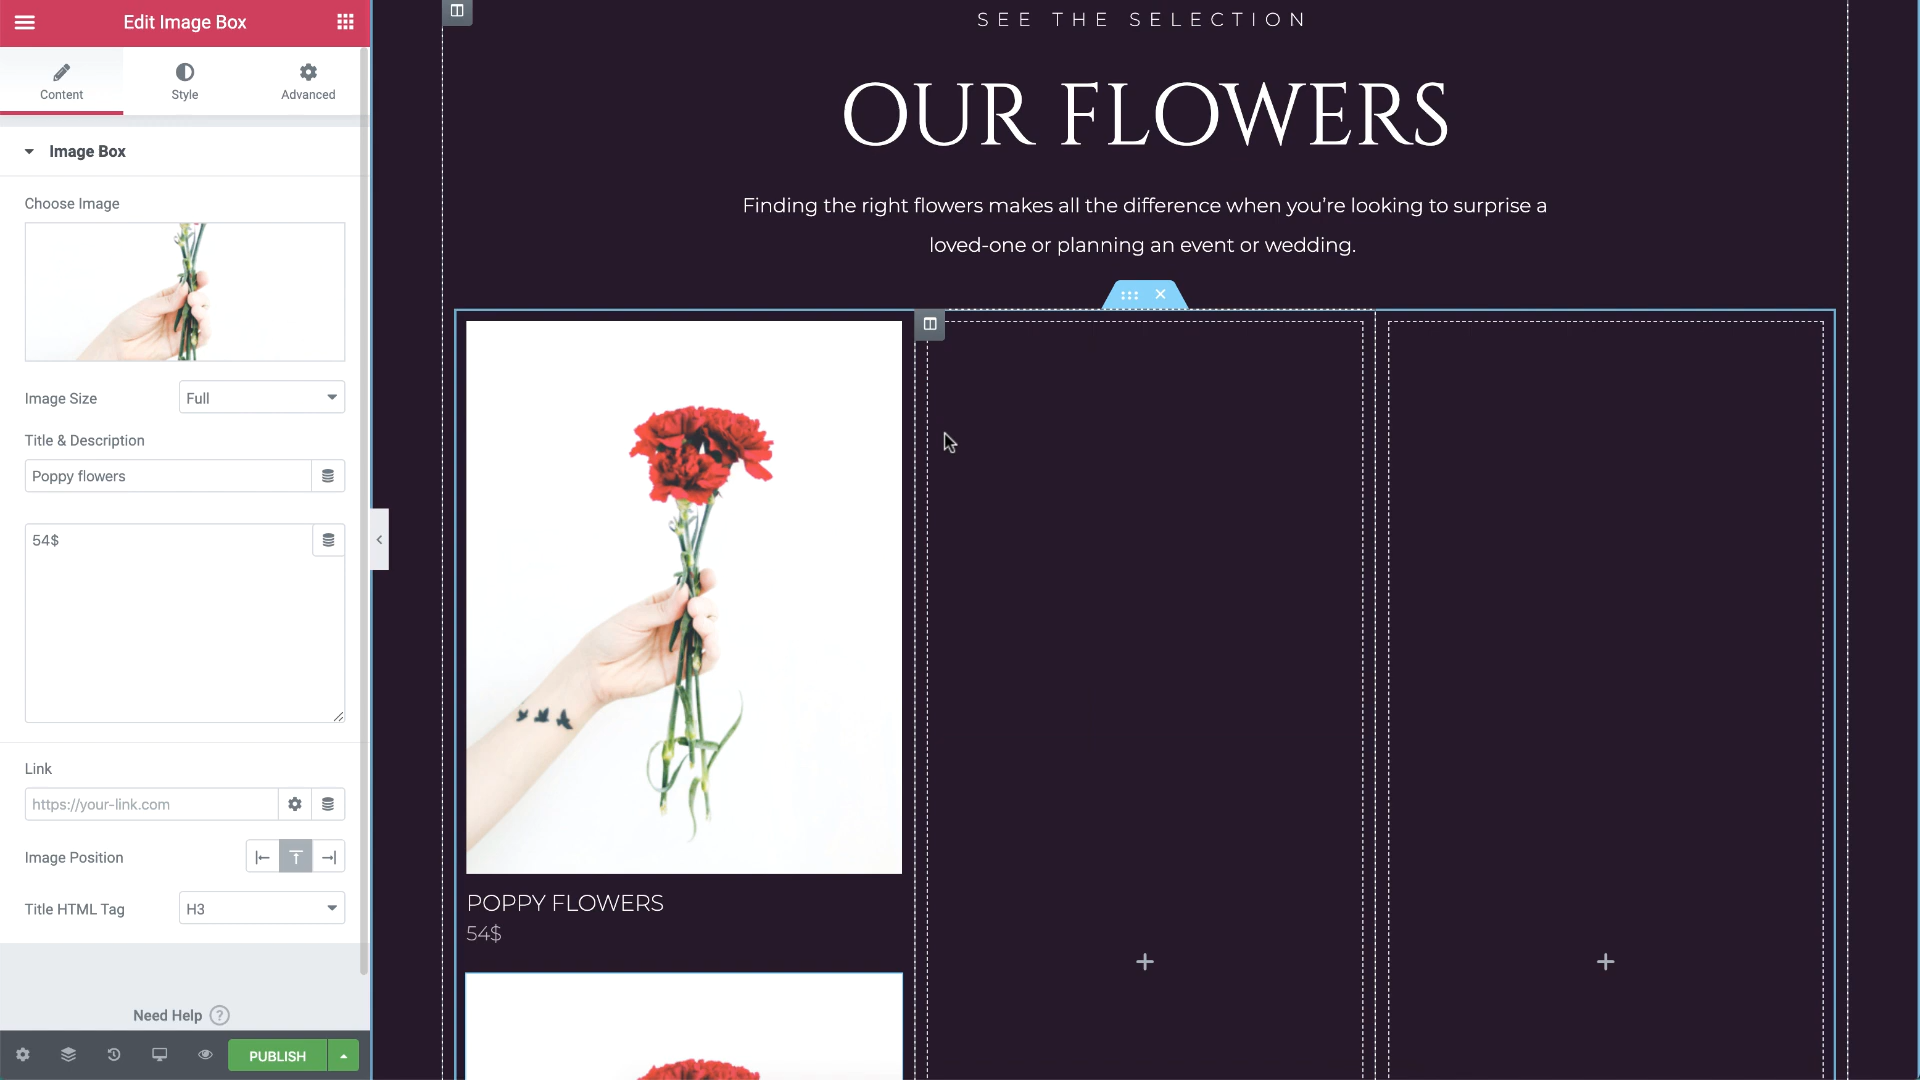 Edit Image Box
Content
Style
Advanced
Image Box
Choose Image
Image Size
Full
Title & Description
Poppy flowers
54$
Link
https://your-link.com
Image Position
Title HTML Tag
H3
Need Help ?
PUBLISH
SEE THE SELECTION
OUR FLOWERS
Finding the right flowers makes all the difference when you’re looking to surprise a
loved-one or planning an event or wedding.
POPPY FLOWERS
54$